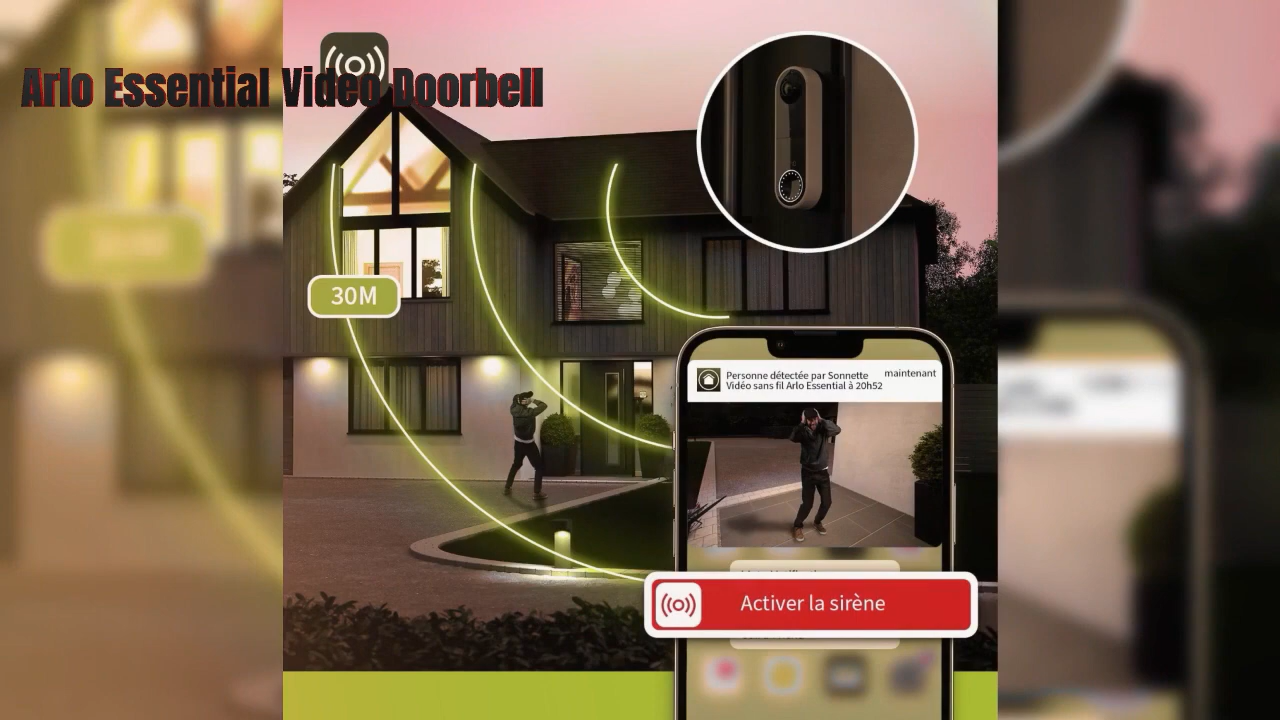 Arlo Essential Video Doorbell
30M
Personne détectée par Sonnette
Vidéo sans fil Arlo Essential à 20h52
maintenant
Activer la sirène